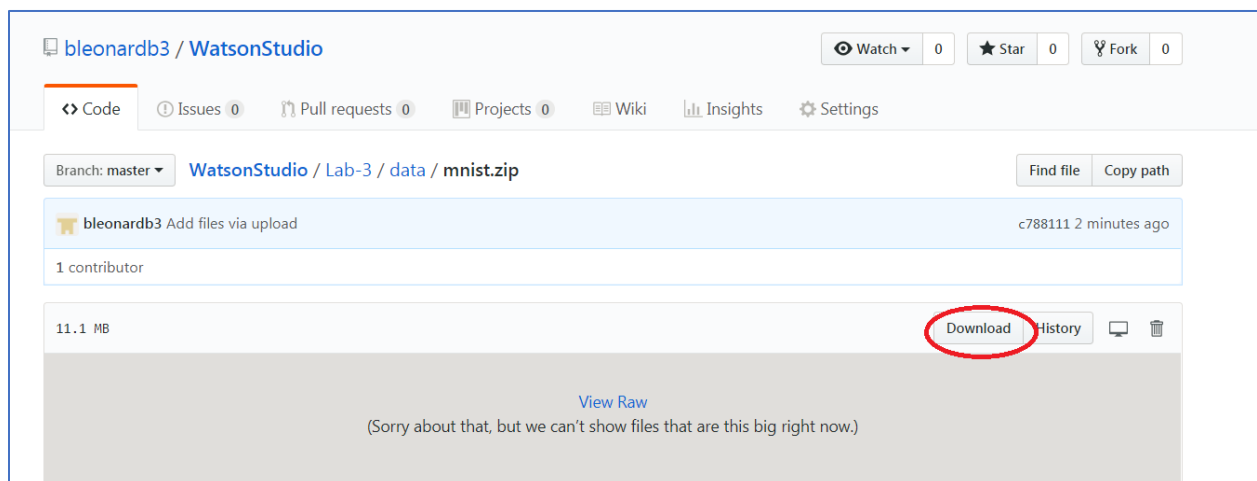 bleonardb3 / WatsonStudio
Watch 0 Star 0 Fork 0
Code Issues 0 Pull requests 0 Projects 0 Wiki Insights Settings
Branch: master WatsonStudio / Lab-3 / data / mnist.zip Find file Copy path
bleonardb3 Add files via upload c788111 2 minutes ago
1 contributor
11.1 MB Download History
View Raw
(Sorry about that, but we can’t show files that are this big right now.)